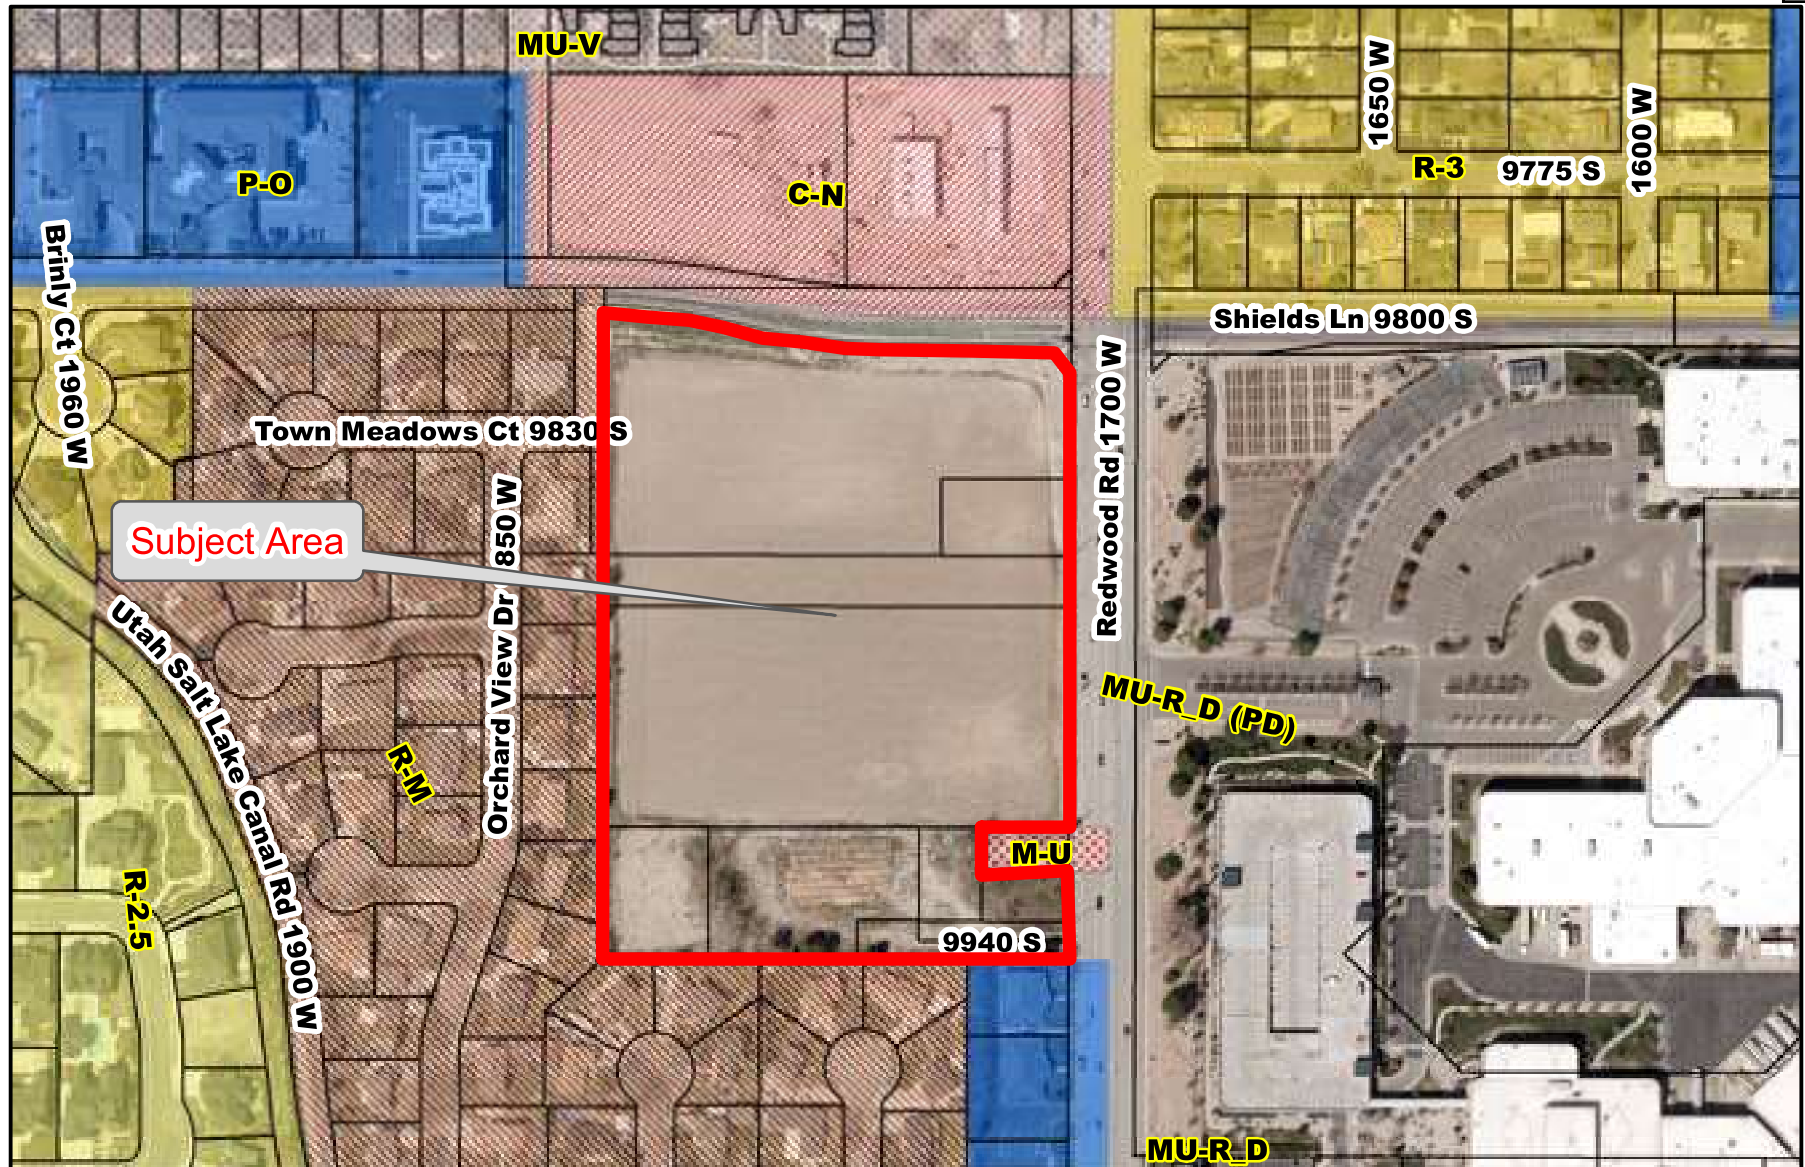 MU-V
1650 W
1600 W
R-3
9775 S
P-O
C-N
Brinly Ct 1960 W
Shields Ln 9800 S
Town Meadows Ct 9830 S
Redwood Rd 1700 W
Subject Area
Orchard View Dr 850 W
Utah Salt Lake Canal Rd 1900 W
MU-R_D (PD)
R-M
M-U
R-2.5
9940 S
MU-R_D